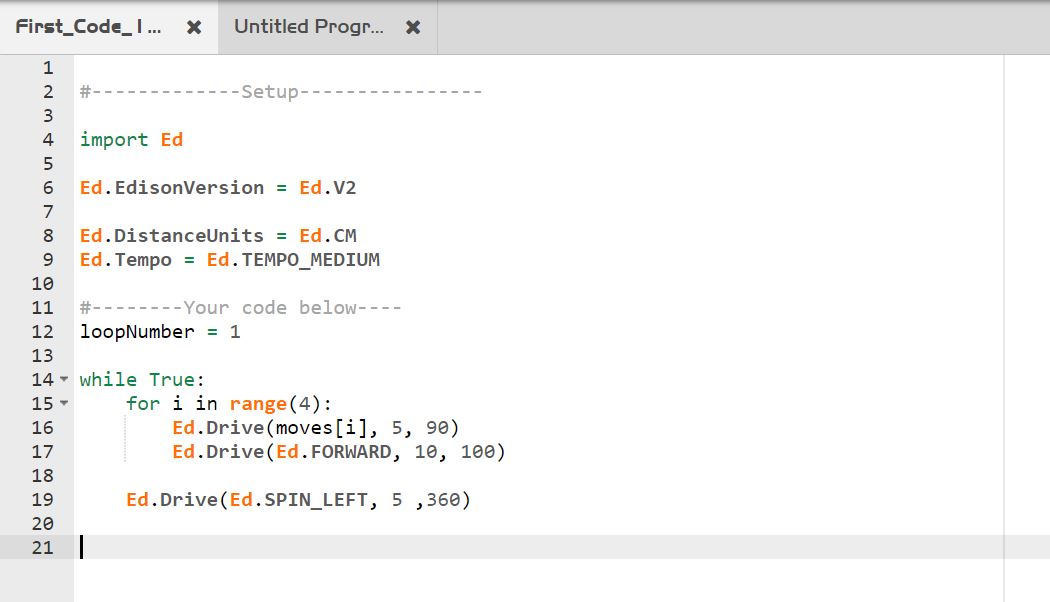 First_Code_1... ×
Untitled Progr... ×
1
2 #-------------Setup----------------
3
4 import Ed
5
6 Ed.EdisonVersion = Ed.V2
7
8 Ed.DistanceUnits = Ed.CM
9 Ed.Tempo = Ed.TEMPO_MEDIUM
10
11 #--------Your code below----
12 loopNumber = 1
13
14 while True:
15     for i in range(4):
16         Ed.Drive(moves[i], 5, 90)
17         Ed.Drive(Ed.FORWARD, 10, 100)
18
19     Ed.Drive(Ed.SPIN_LEFT, 5 ,360)
20
21